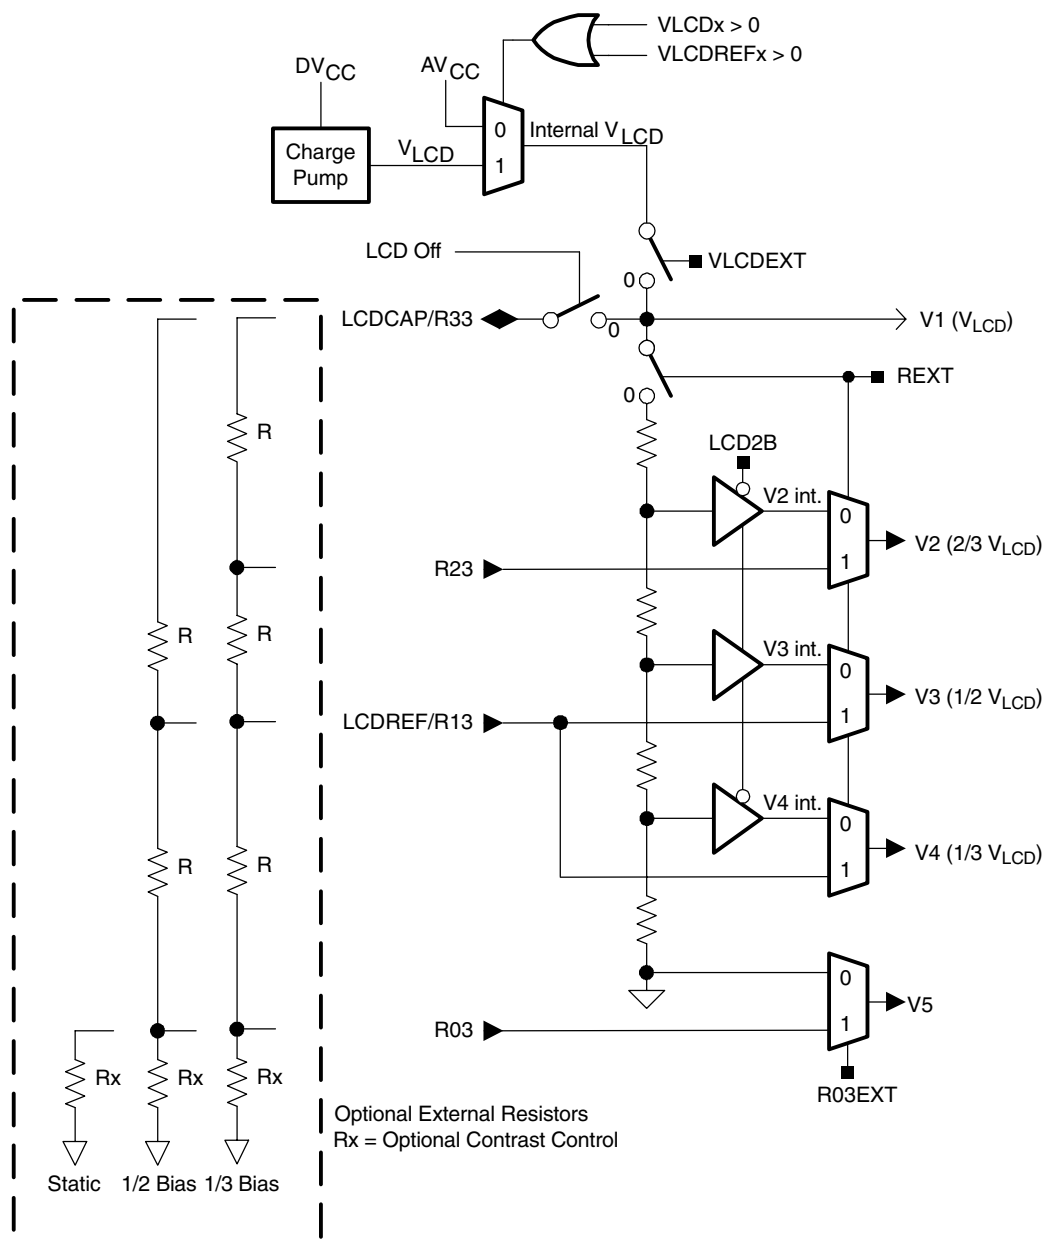 VLCDx > 0
VLCDREFx > 0
DVCC
AVCC
Charge
Pump
VLCD
0
1
Internal VLCD
LCD Off
VLCDEXT
0
LCDCAP/R33
0
V1 (VLCD)
REXT
0
R
LCD2B
V2 int.
0
1
V2 (2/3 VLCD)
R23
R
R
V3 int.
0
1
V3 (1/2 VLCD)
LCDREF/R13
V4 int.
0
1
V4 (1/3 VLCD)
R
R
0
1
V5
R03
R03EXT
Rx
Rx
Rx
Optional External Resistors
Rx = Optional Contrast Control
Static
1/2 Bias
1/3 Bias